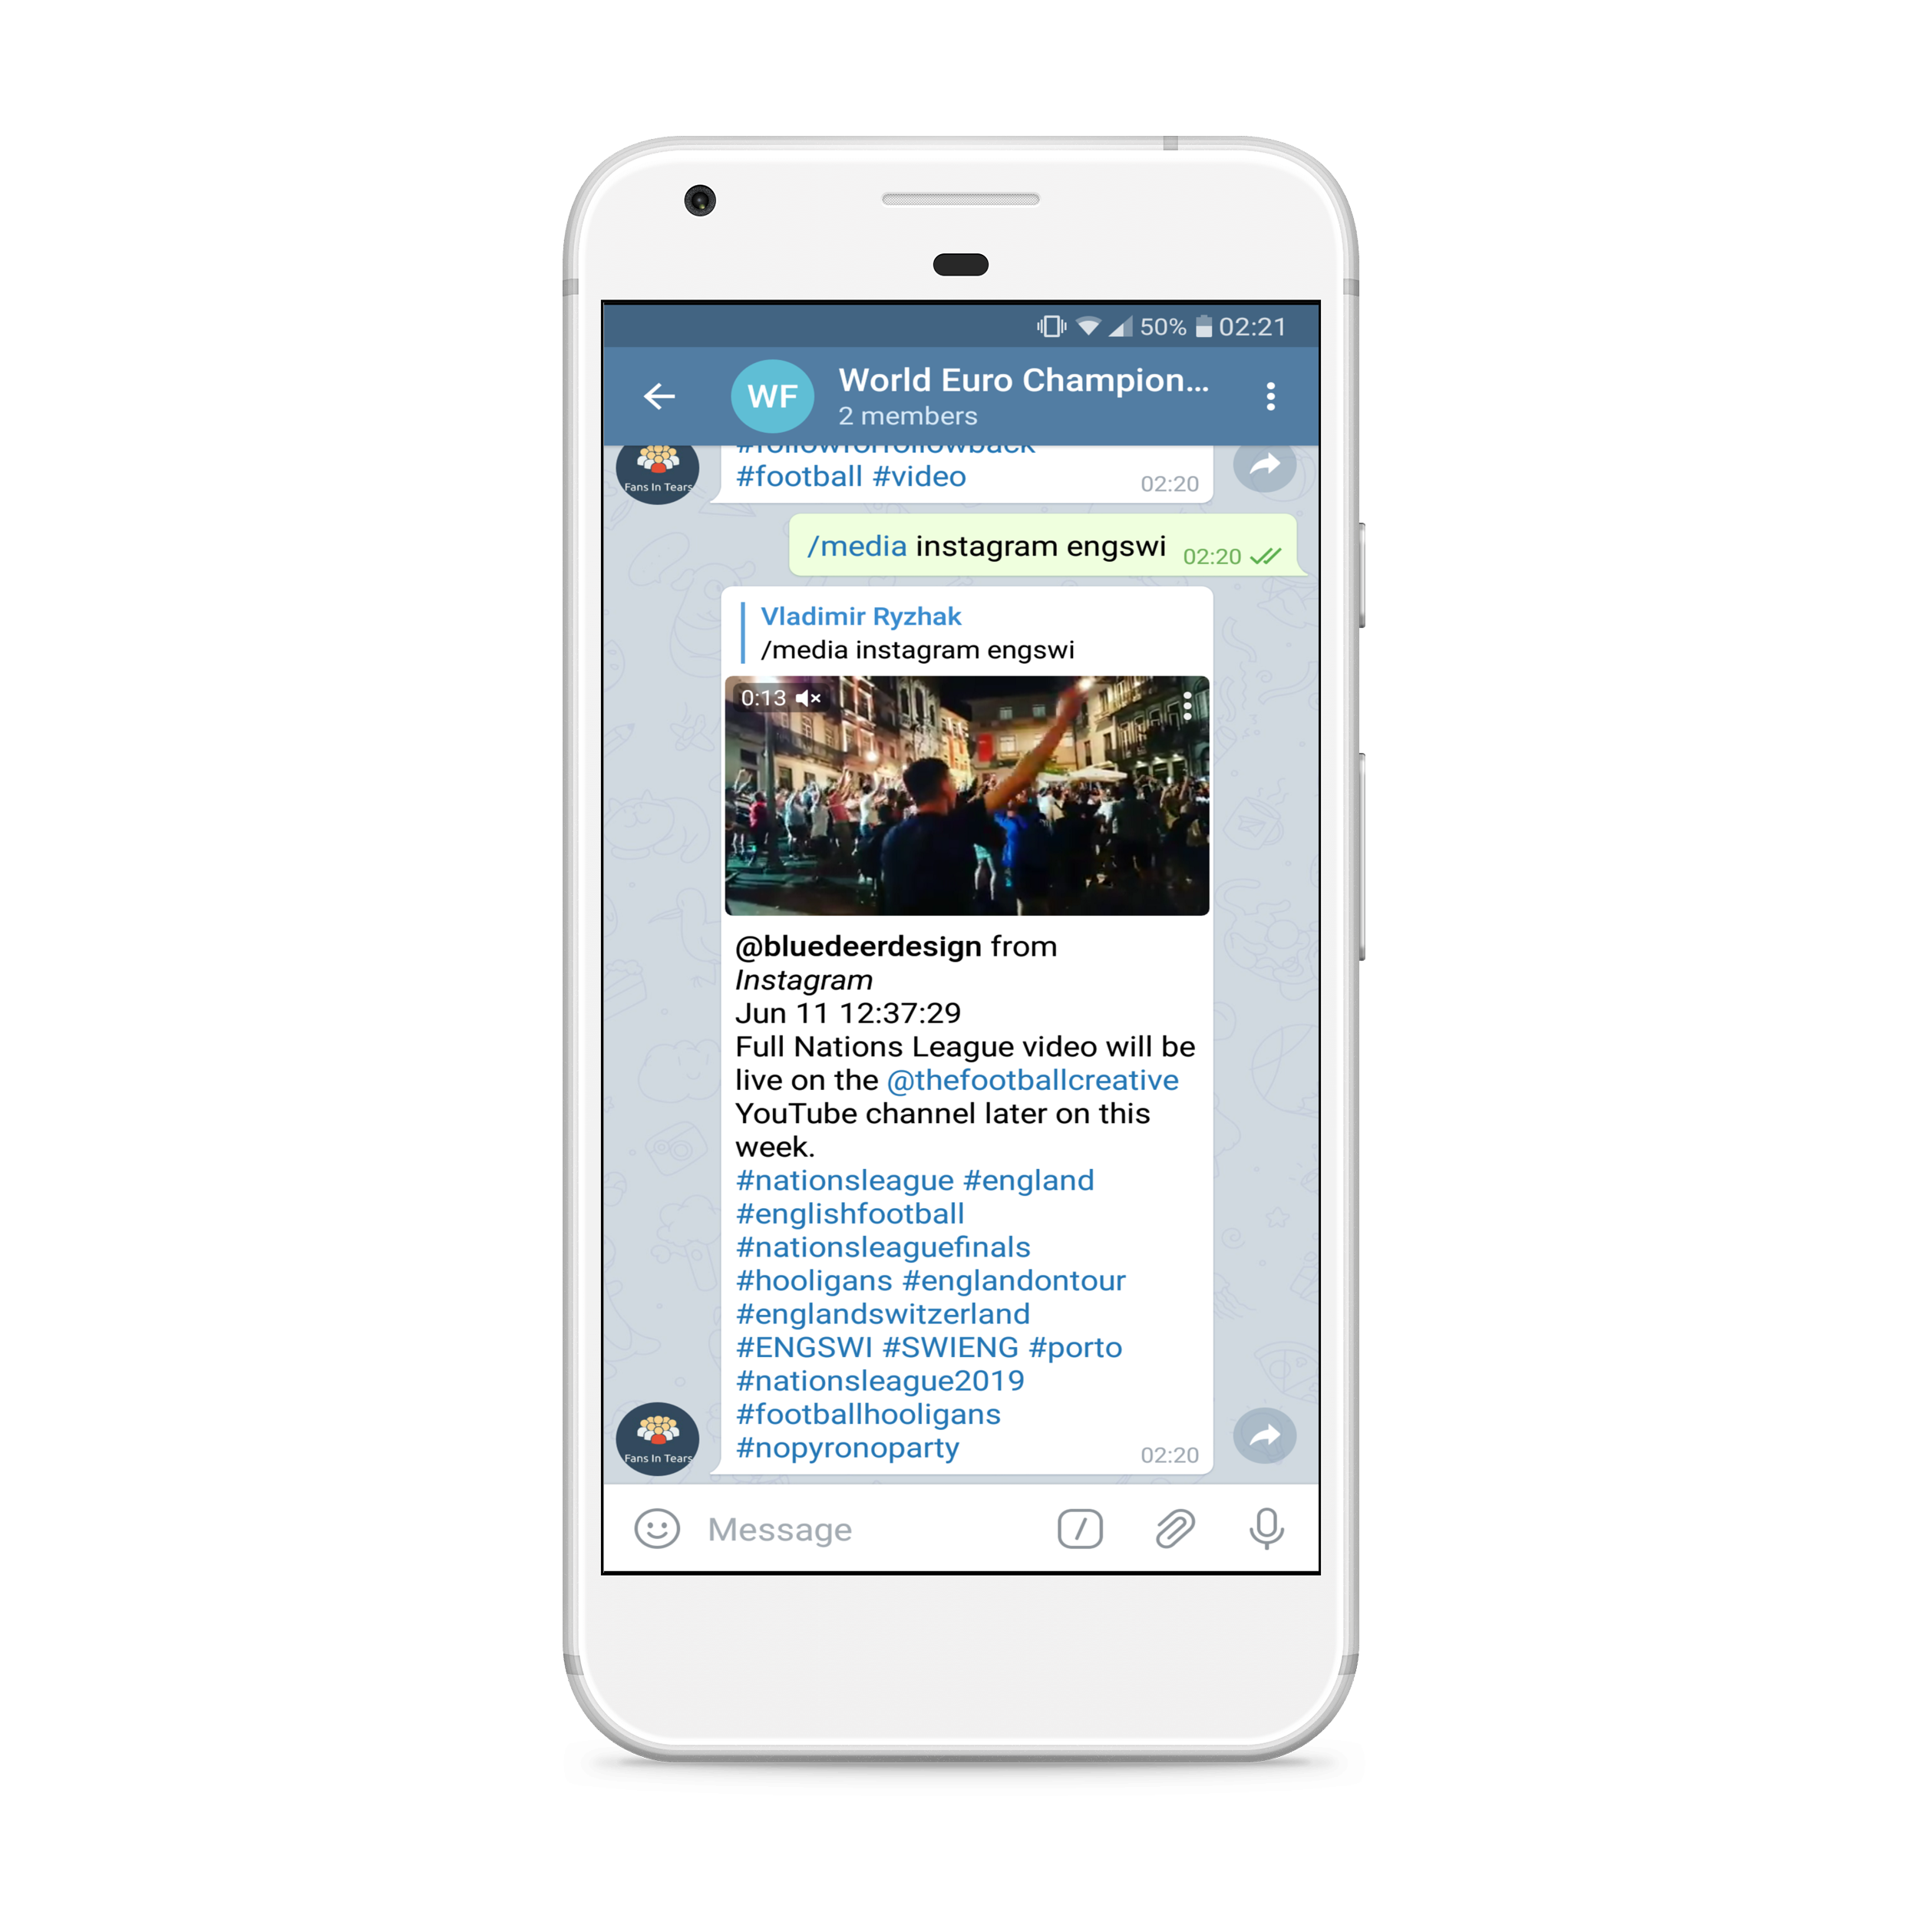 50% 02:21
WF World Euro Champion...
2 members
#followforfollowback
#football #video 02:20
Fans In Tears
/media instagram engswi 02:20
Vladimir Ryzhak
/media instagram engswi
0:13
@bluedeerdesign from
Instagram
Jun 11 12:37:29
Full Nations League video will be
live on the @thefootballcreative
YouTube channel later on this
week.
#nationsleague #england
#englishfootball
#nationsleaguefinals
#hooligans #englandontour
#englandswitzerland
#ENGSWI #SWIENG #porto
#nationsleague2019
#footballhooligans
#nopyronoparty 02:20
Fans In Tears
Message